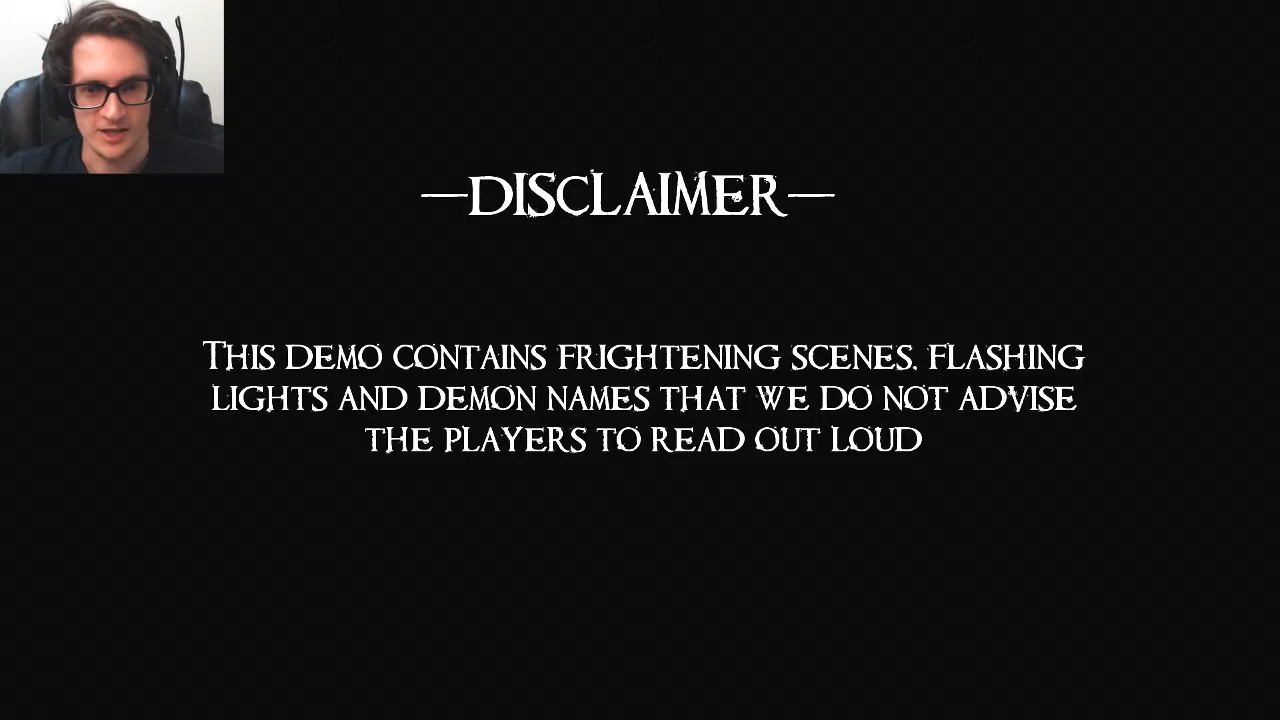 —DISCLAIMER—
THIS DEMO CONTAINS FRIGHTENING SCENES, FLASHING
LIGHTS AND DEMON NAMES THAT WE DO NOT ADVISE
THE PLAYERS TO READ OUT LOUD